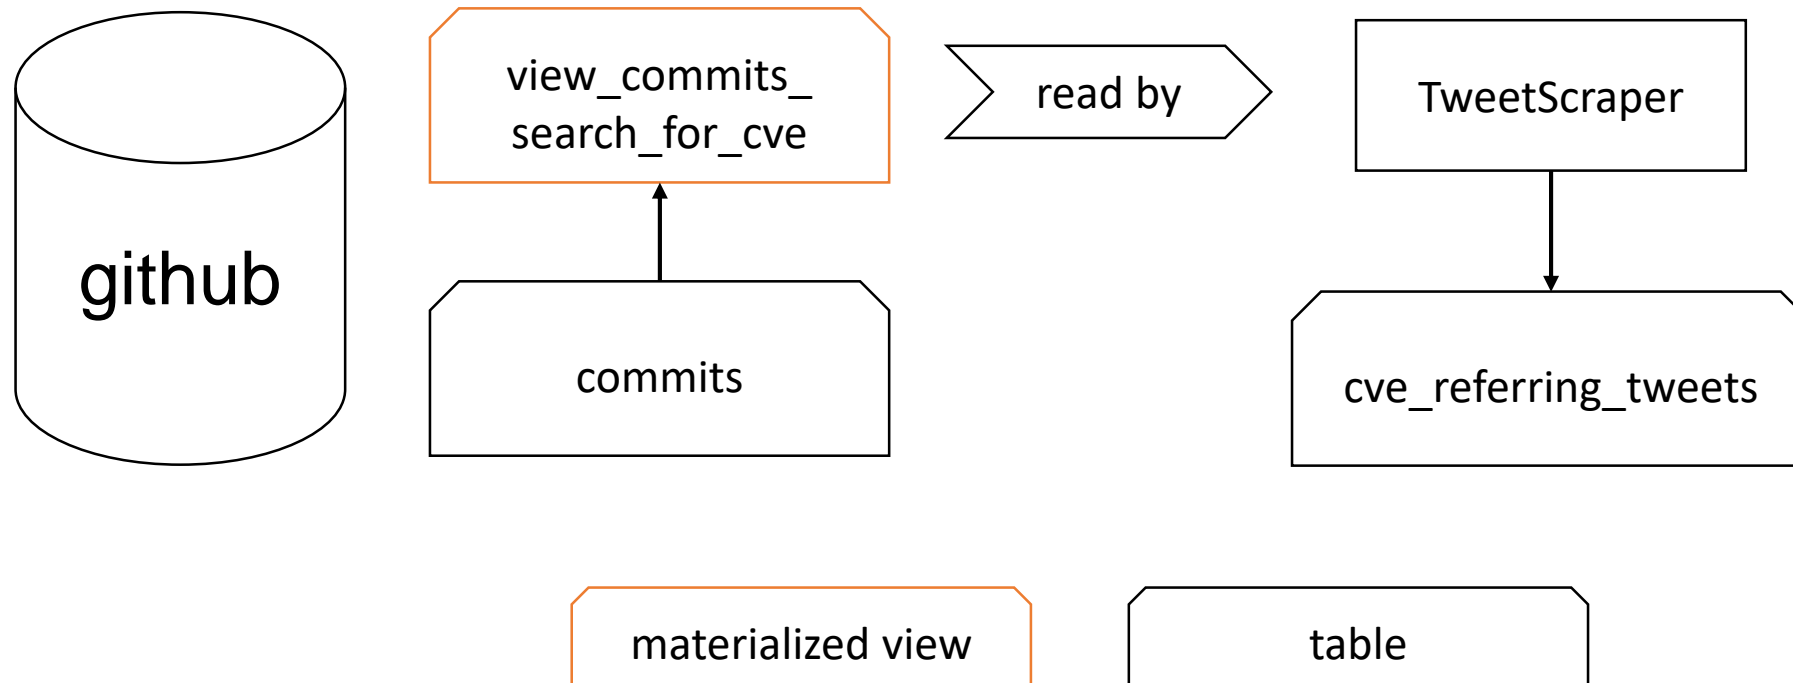 view_commits_
search_for_cve
read by
TweetScraper
github
commits
cve_referring_tweets
materialized view
table